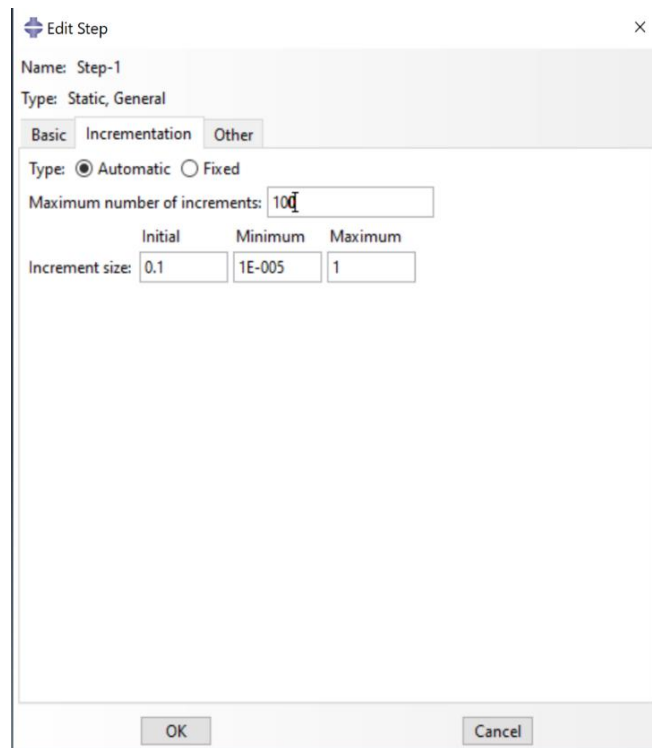 Edit Step
Name: Step-1
Type: Static, General
Basic Incrementation Other
Type: Automatic Fixed
Maximum number of increments: 100
Initial Minimum Maximum
Increment size: 0.1 1E-005 1
OK Cancel